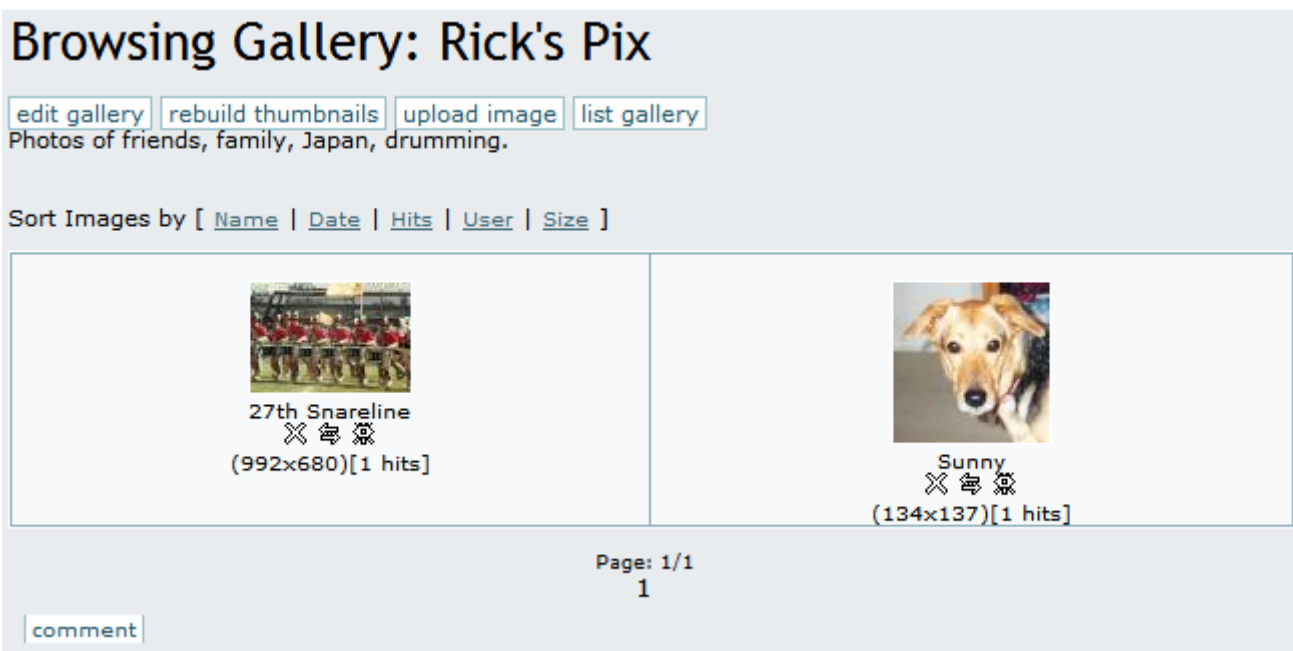 Browsing Gallery: Rick's Pix
edit gallery rebuild thumbnails upload image list gallery
Photos of friends, family, Japan, drumming.
Sort Images by [ Name | Date | Hits | User | Size ]
27th Snareline
(992x680)[1 hits]
Sunny
(134x137)[1 hits]
Page: 1/1
1
comment